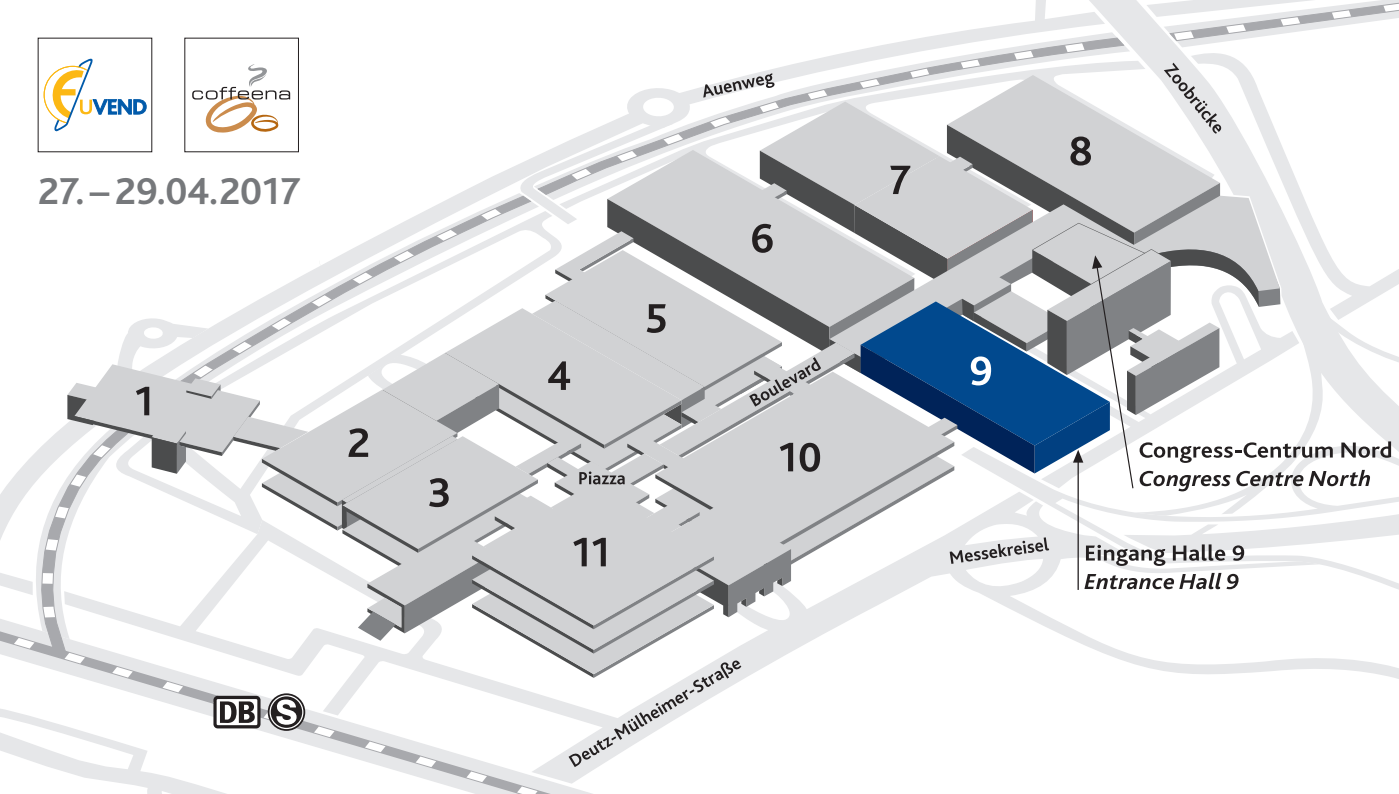 EUVEND
coffeena
27.–29.04.2017
Auenweg
Zoobrücke
8
7
6
5
4
9
1
2
3
Boulevard
10
Piazza
11
Congress-Centrum Nord
Congress Centre North
Messekreisel
Eingang Halle 9
Entrance Hall 9
Deutz-Mülheimer-Straße
DB S